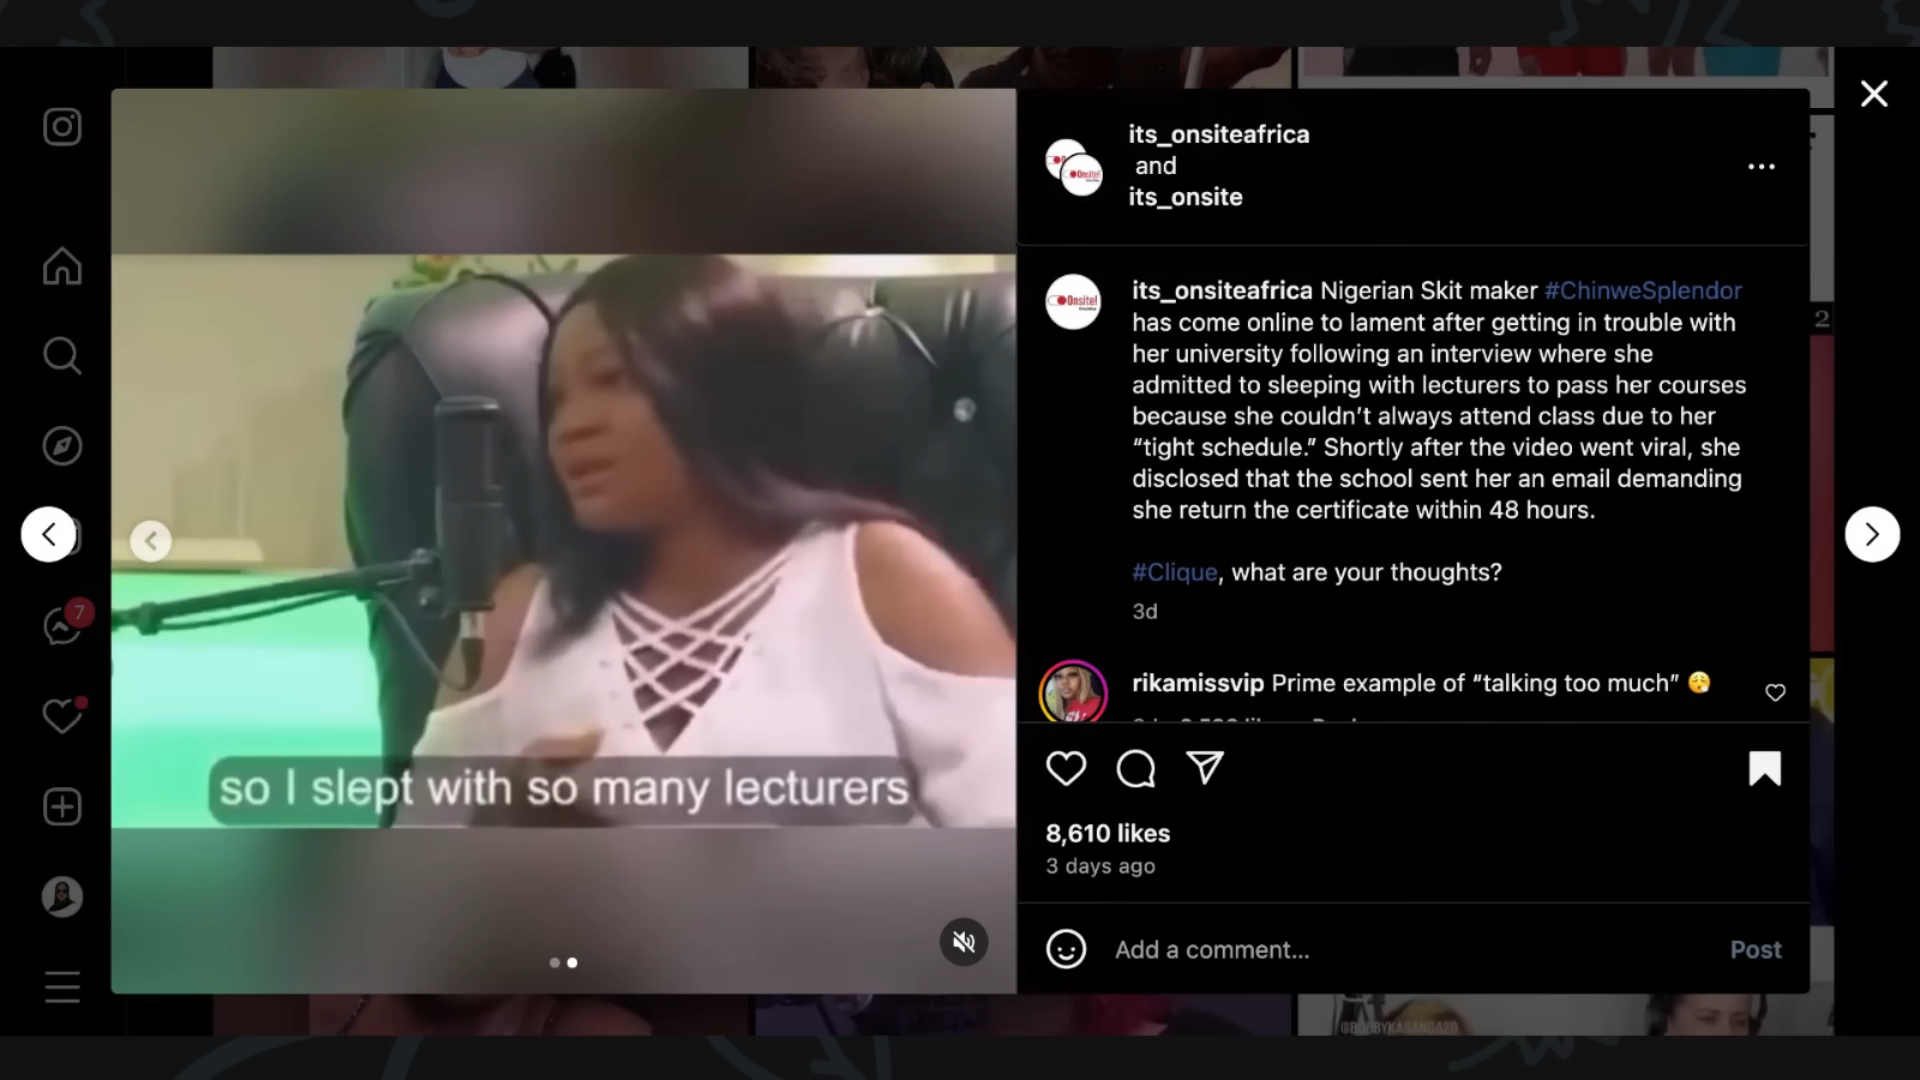 its_onsiteafrica
and
its_onsite
Onsite!
Onsite!
its_onsiteafrica Nigerian Skit maker #ChinweSplendor
has come online to lament after getting in trouble with
her university following an interview where she
admitted to sleeping with lecturers to pass her courses
because she couldn't always attend class due to her
“tight schedule.” Shortly after the video went viral, she
disclosed that the school sent her an email demanding
she return the certificate within 48 hours.
#Clique, what are your thoughts?
3d
rikamissvip Prime example of “talking too much” 😮‍💨
8,610 likes
3 days ago
Add a comment... Post
so I slept with so many lecturers
7
2
@BOBBYKASANGA20